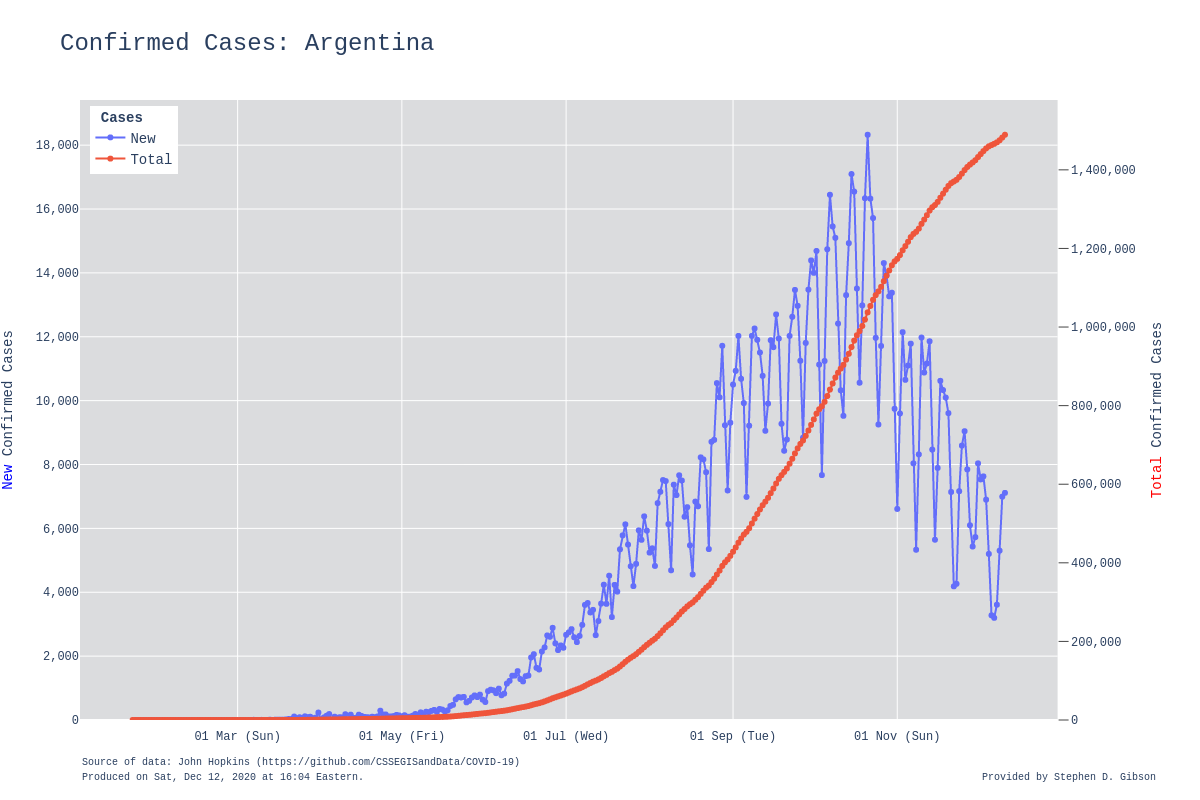 Confirmed Cases: Argentina
Cases
New
Total
18,000
16,000
14,000
12,000
10,000
8,000
6,000
4,000
2,000
0
1,400,000
1,200,000
1,000,000
800,000
600,000
400,000
200,000
0
New Confirmed Cases
Total Confirmed Cases
01 Mar (Sun)
01 May (Fri)
01 Jul (Wed)
01 Sep (Tue)
01 Nov (Sun)
Source of data: John Hopkins (https://github.com/CSSEGISandData/COVID-19)
Produced on Sat, Dec 12, 2020 at 16:04 Eastern.
Provided by Stephen D. Gibson